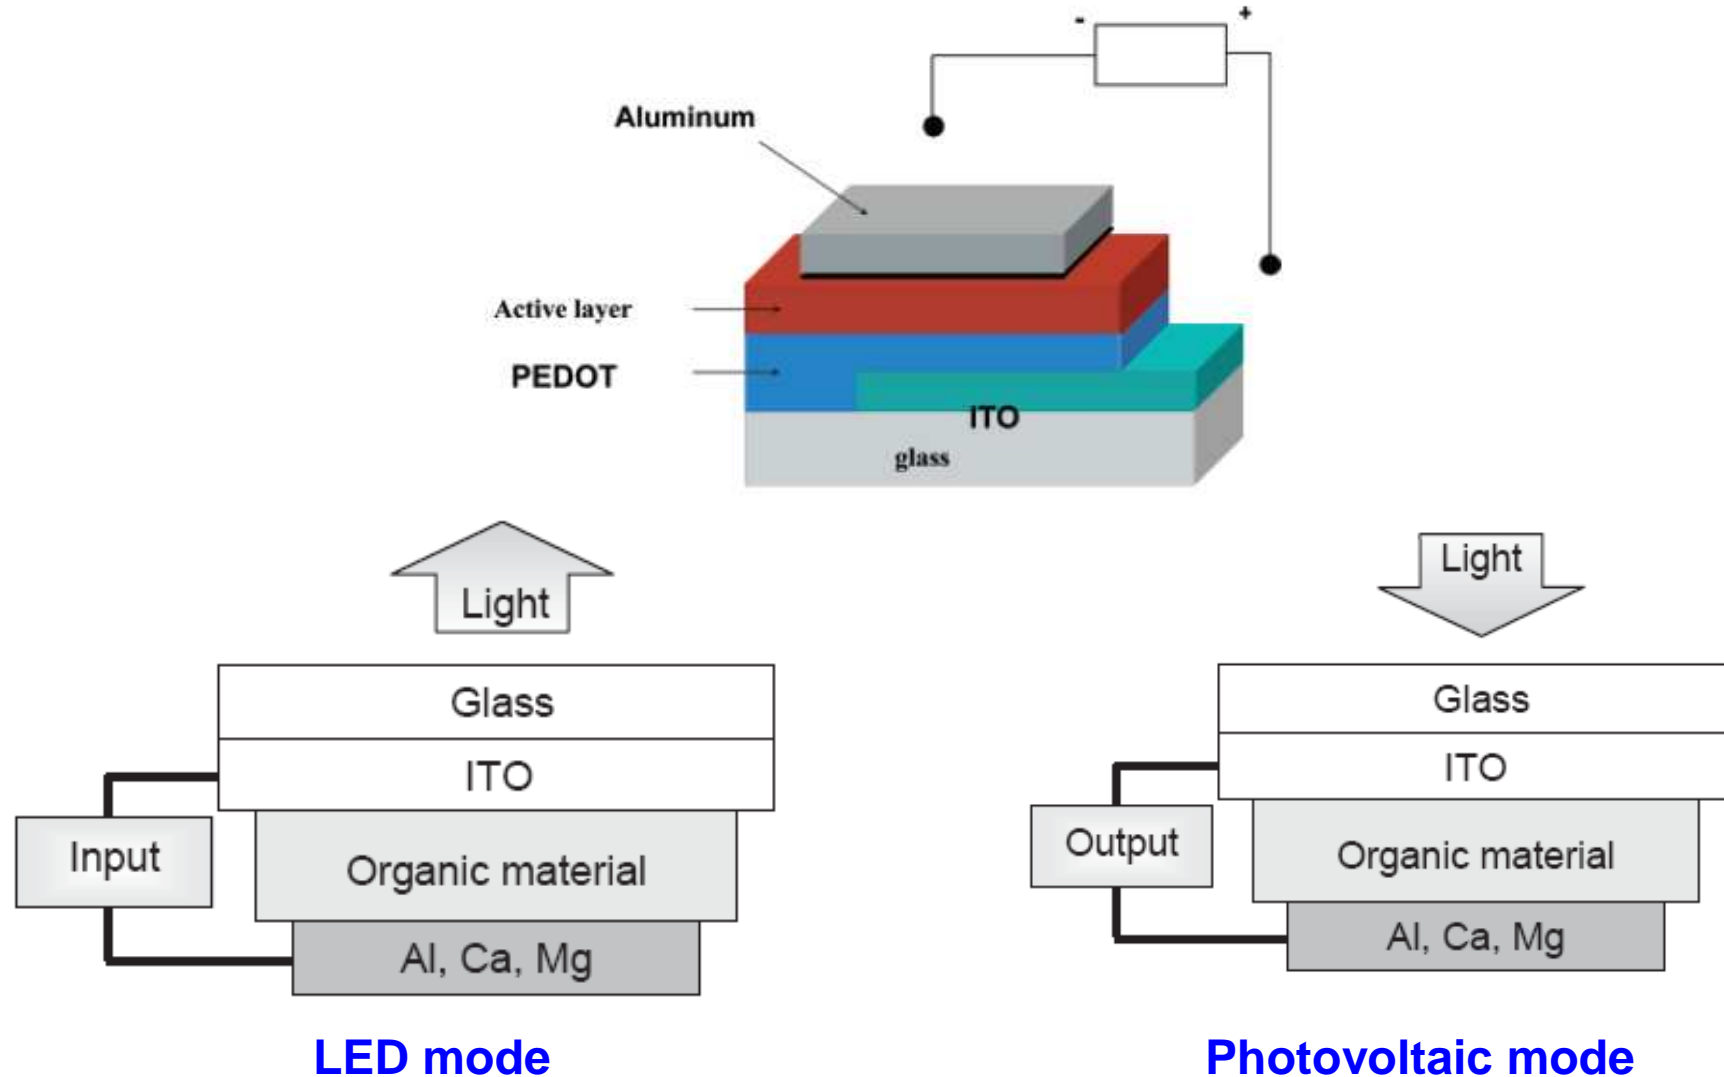 - +
Aluminum
Active layer
PEDOT
ITO
glass
Light
Glass
ITO
Input
Organic material
Al, Ca, Mg
LED mode
Light
Glass
ITO
Output
Organic material
Al, Ca, Mg
Photovoltaic mode